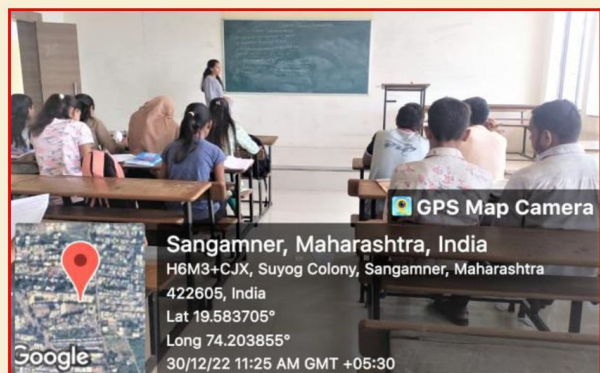 GPS Map Camera
Sangamner, Maharashtra, India
H6M3+CJX, Suyog Colony, Sangamner, Maharashtra
422605, India
Lat 19.583705°
Long 74.203855°
30/12/22 11:25 AM GMT +05:30
Google